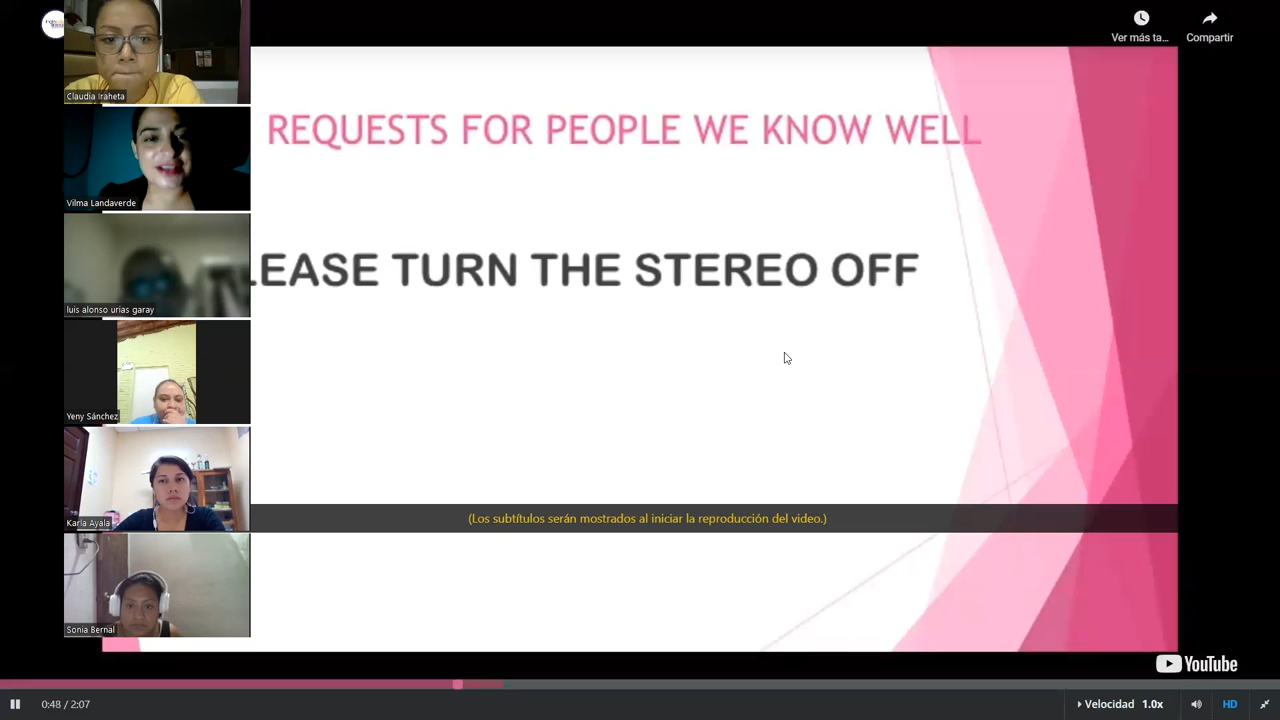 Claudia Iraheta
Vilma Landaverde
luis alonso urias garay
Yeny Sánchez
Karla Ayala
Sonia Bernal
Ver más ta...
Compartir
REQUESTS FOR PEOPLE WE KNOW WELL
LEASE TURN THE STEREO OFF
(Los subtítulos serán mostrados al iniciar la reproducción del video.)
YouTube
0:48 / 2:07
Velocidad 1.0x
HD